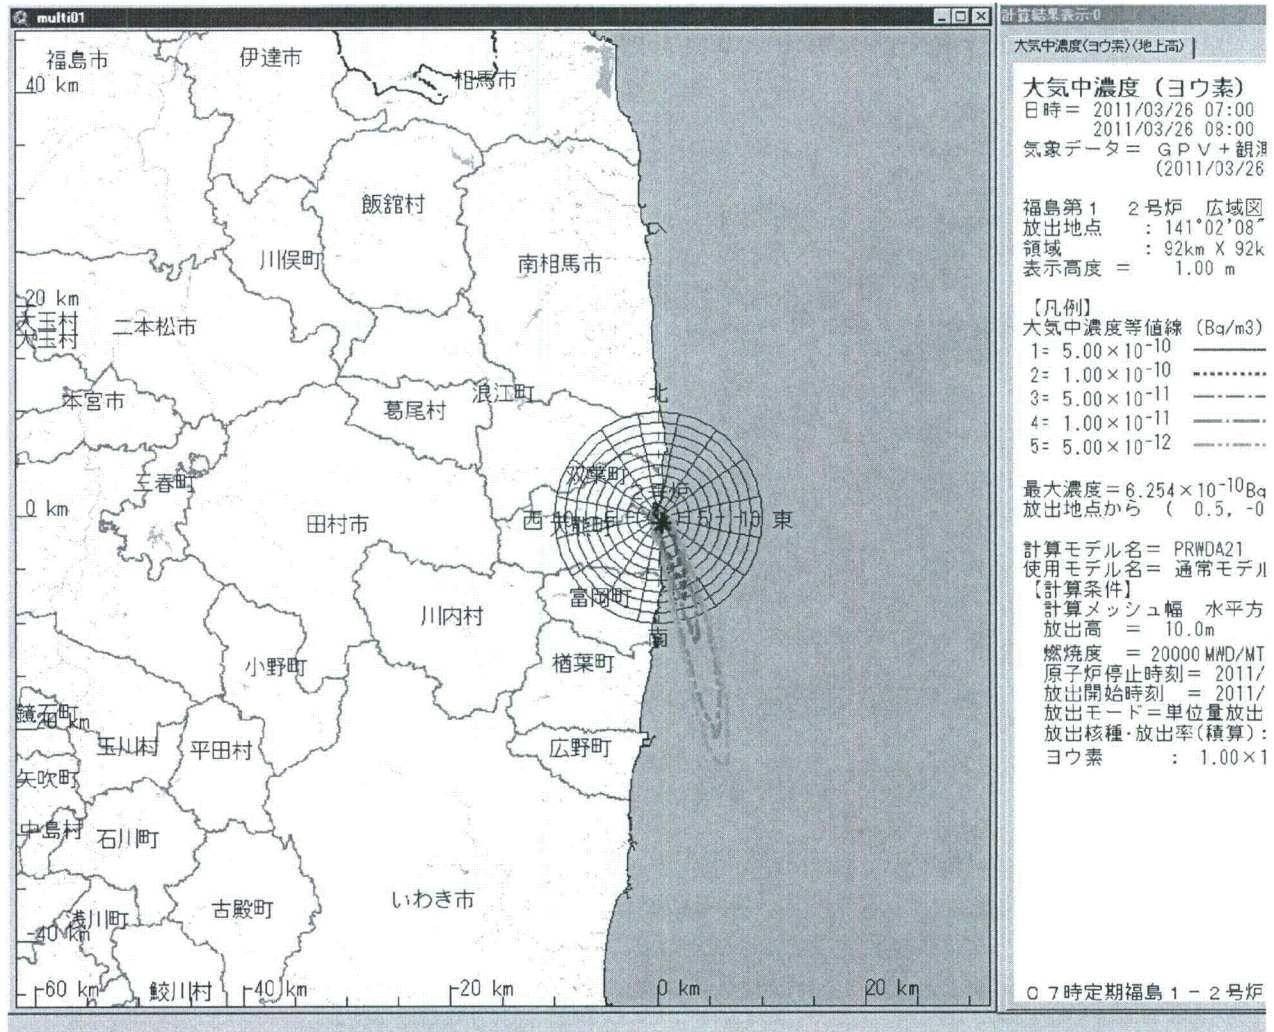 multi01
福島市
伊達市
相馬市
40 km
飯舘村
川俣町
南相馬市
20 km
大玉村
大玉村
二本松市
本宮市
葛尾村
浪江町
北
三春町
双葉町
0 km
田村市
西
5
10
東
川内村
富岡町
南
小野町
楢葉町
鏡石町
-20 km
玉川村
平田村
広野町
矢吹町
中島村
石川町
浅川町
古殿町
いわき市
-40 km
鮫川村
-60 km
-40 km
-20 km
0 km
20 km
計算結果表示:0
大気中濃度<ヨウ素><地上高>
大気中濃度 (ヨウ素)
日時= 2011/03/26 07:00
2011/03/26 08:00
気象データ= GPV+観測
(2011/03/26
福島第1 2号炉 広域図
放出地点 : 141°02'08"
領域 : 92km X 92k
表示高度 = 1.00 m
【凡例】
大気中濃度等値線 (Bq/m3)
1= 5.00×10-10
2= 1.00×10-10
3= 5.00×10-11
4= 1.00×10-11
5= 5.00×10-12
最大濃度=6.254×10-10Bq
放出地点から ( 0.5, -0
計算モデル名= PRWDA21
使用モデル名= 通常モデル
【計算条件】
計算メッシュ幅 水平方
放出高 = 10.0m
燃焼度 = 20000MWD/MT
原子炉停止時刻= 2011/
放出開始時刻 = 2011/
放出モード=単位量放出
放出核種・放出率(積算):
ヨウ素 : 1.00×1
07時定期福島1-2号炉